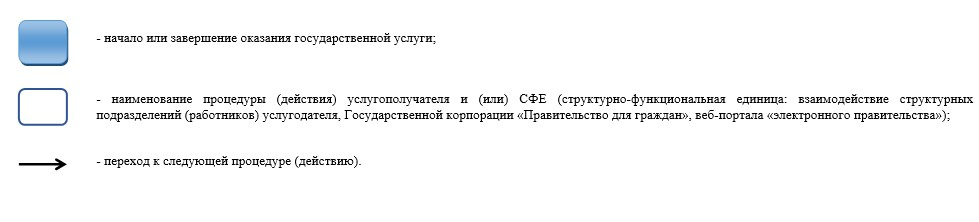 - начало или завершение оказания государственной услуги;
- наименование процедуры (действия) услугополучателя и (или) СФЕ (структурно-функциональная единица: взаимодействие структурных
подразделений (работников) услугодателя, Государственной корпорации «Правительство для граждан», веб-портала «электронного правительства»);
- переход к следующей процедуре (действию).